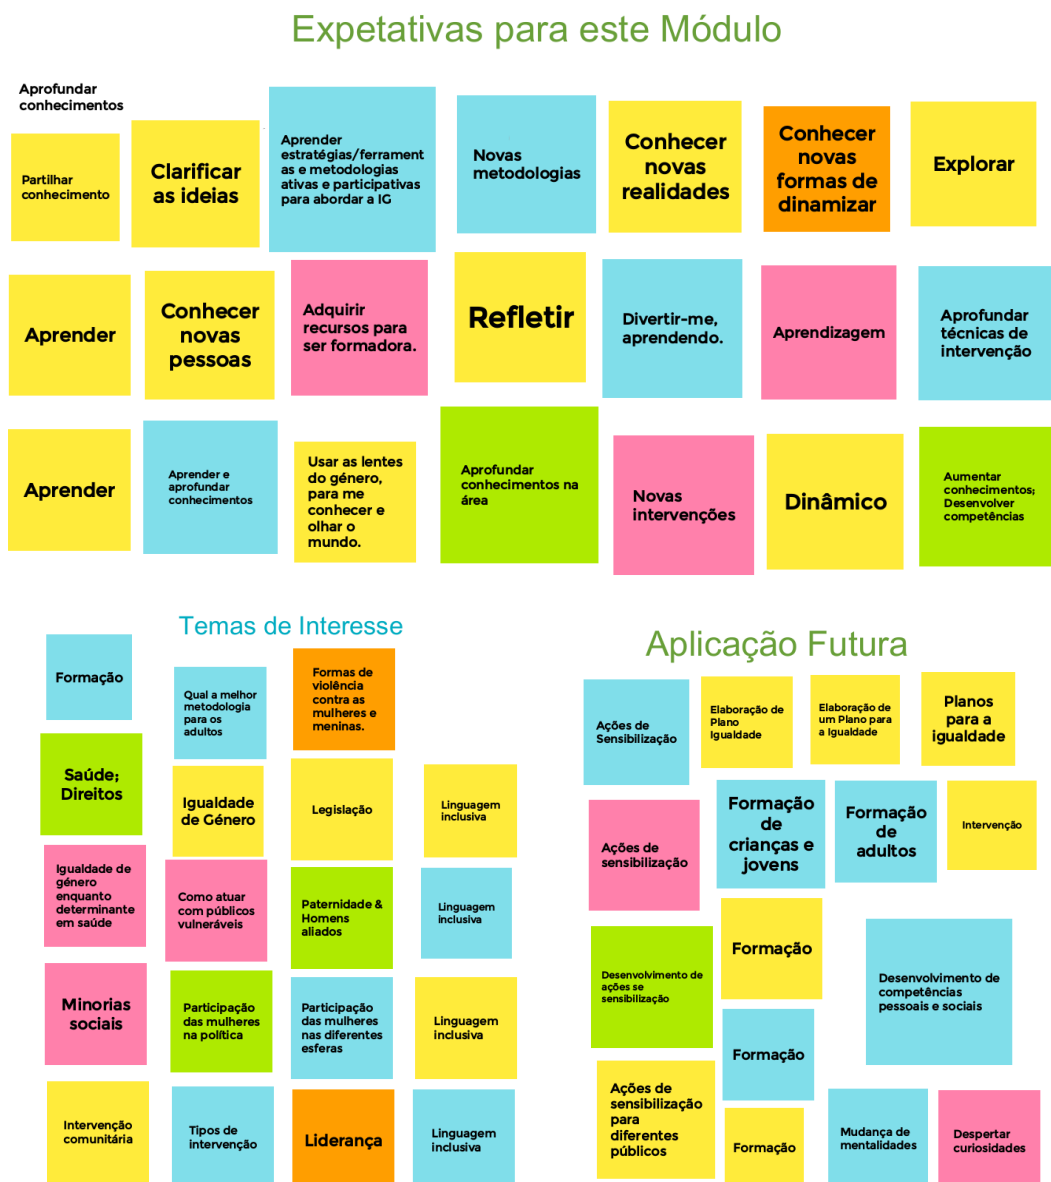 Expetativas para este Módulo
Aprofundar
conhecimentos
Partilhar
conhecimento
Clarificar
as ideias
Aprender
estratégias/ferrament
as e metodologias
ativas e participativas
para abordar a IG
Novas
metodologias
Conhecer
novas
realidades
Conhecer
novas
formas de
dinamizar
Explorar
Aprender
Conhecer
novas
pessoas
Adquirir
recursos para
ser formadora.
Refletir
Divertir-me,
aprendendo.
Aprendizagem
Aprofundar
técnicas de
intervenção
Aprender
Aprender e
aprofundar
conhecimentos
Usar as lentes
do género,
para me
conhecer e
olhar o
mundo.
Aprofundar
conhecimentos na
área
Novas
intervenções
Dinâmico
Aumentar
conhecimentos;
Desenvolver
competências
Temas de Interesse
Formação
Qual a melhor
metodologia
para os
adultos
Formas de
violência
contra as
mulheres e
meninas.
Saúde;
Direitos
Igualdade
de Género
Legislação
Linguagem
inclusiva
Igualdade de
género
enquanto
determinante
em saúde
Como atuar
com públicos
vulneráveis
Paternidade &
Homens
aliados
Linguagem
inclusiva
Minorias
sociais
Participação
das mulheres
na política
Participação
das mulheres
nas diferentes
esferas
Linguagem
inclusiva
Intervenção
comunitária
Tipos de
intervenção
Liderança
Linguagem
inclusiva
Aplicação Futura
Ações de
Sensibilização
Elaboração de
Plano
Igualdade
Elaboração de
um Plano para
a Igualdade
Planos
para a
igualdade
Ações de
sensibilização
Formação
de
crianças e
jovens
Formação
de
adultos
Intervenção
Desenvolvimento de
ações se
sensibilização
Formação
Desenvolvimento de
competências
pessoais e sociais
Formação
Ações de
sensibilização
para
diferentes
públicos
Formação
Mudança de
mentalidades
Despertar
curiosidades